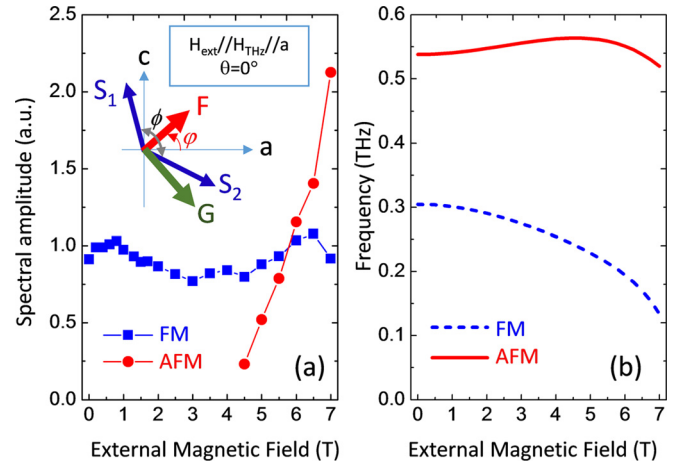 2.5
2.0
1.5
1.0
0.5
0.0
Spectral amplitude (a.u.)
c
S1
ϕ
F
φ
a
S2
G
Hext//HTHz//a
θ=0°
FM
AFM
(a)
0 1 2 3 4 5 6 7
External Magnetic Field (T)
0.6
0.5
0.4
0.3
0.2
0.1
0.0
Frequency (THz)
FM
AFM
(b)
0 1 2 3 4 5 6 7
External Magnetic Field (T)